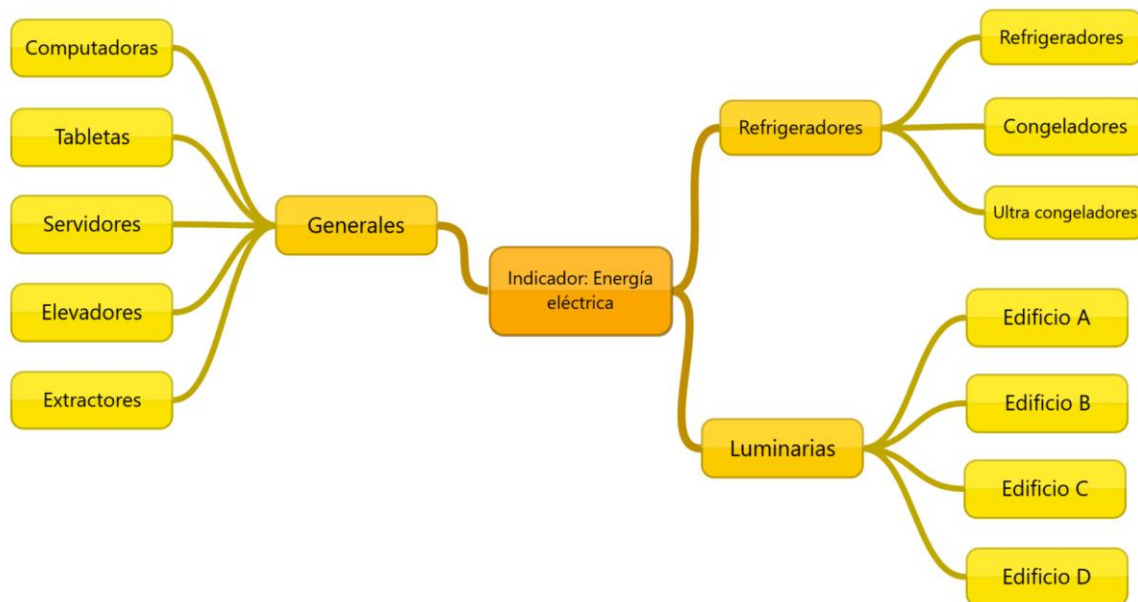 Computadoras
Tabletas
Servidores
Elevadores
Extractores
Generales
Indicador: Energía
eléctrica
Refrigeradores
Refrigeradores
Congeladores
Ultra congeladores
Luminarias
Edificio A
Edificio B
Edificio C
Edificio D